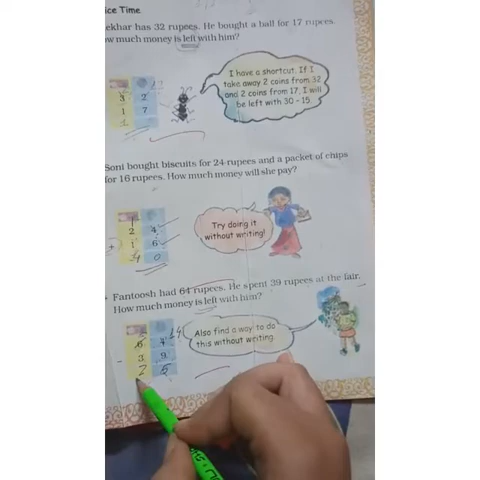 ice Time
ekhar has 32 rupees. He bought a ball for 17 rupees.
ow much money is left with him?
I have a shortcut. If I
take away 2 coins from 32
and 2 coins from 17, I will
be left with 30 – 15.
3 2
1 7
Soni bought biscuits for 24 rupees and a packet of chips
for 16 rupees. How much money will she pay?
1
2 4
+ 1 6
0
Try doing it
without writing!
Fantoosh had 64 rupees. He spent 39 rupees at the fair.
How much money is left with him?
5 14
6 4
- 3 9
2 5
Also find a way to do
this without writing.